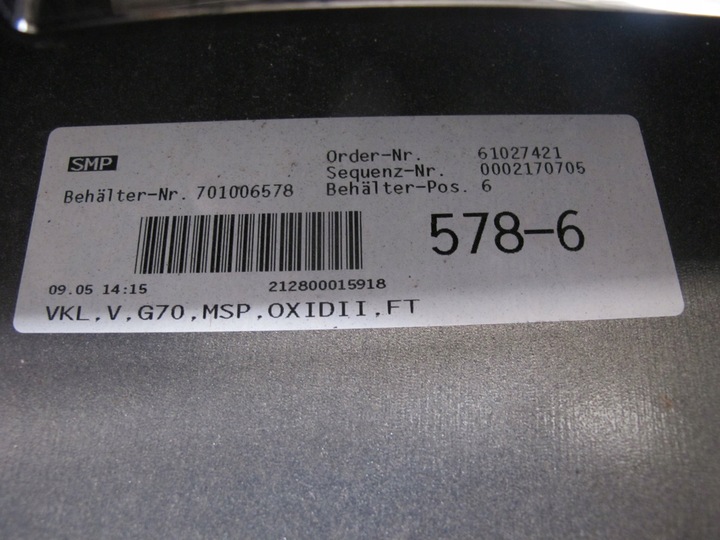 SMP
Order-Nr. 61027421
Sequenz-Nr. 0002170705
Behälter-Nr. 701006578 Behälter-Pos. 6
578-6
09.05 14:15 212800015918
VKL,V,G70,MSP,OXIDII,FT